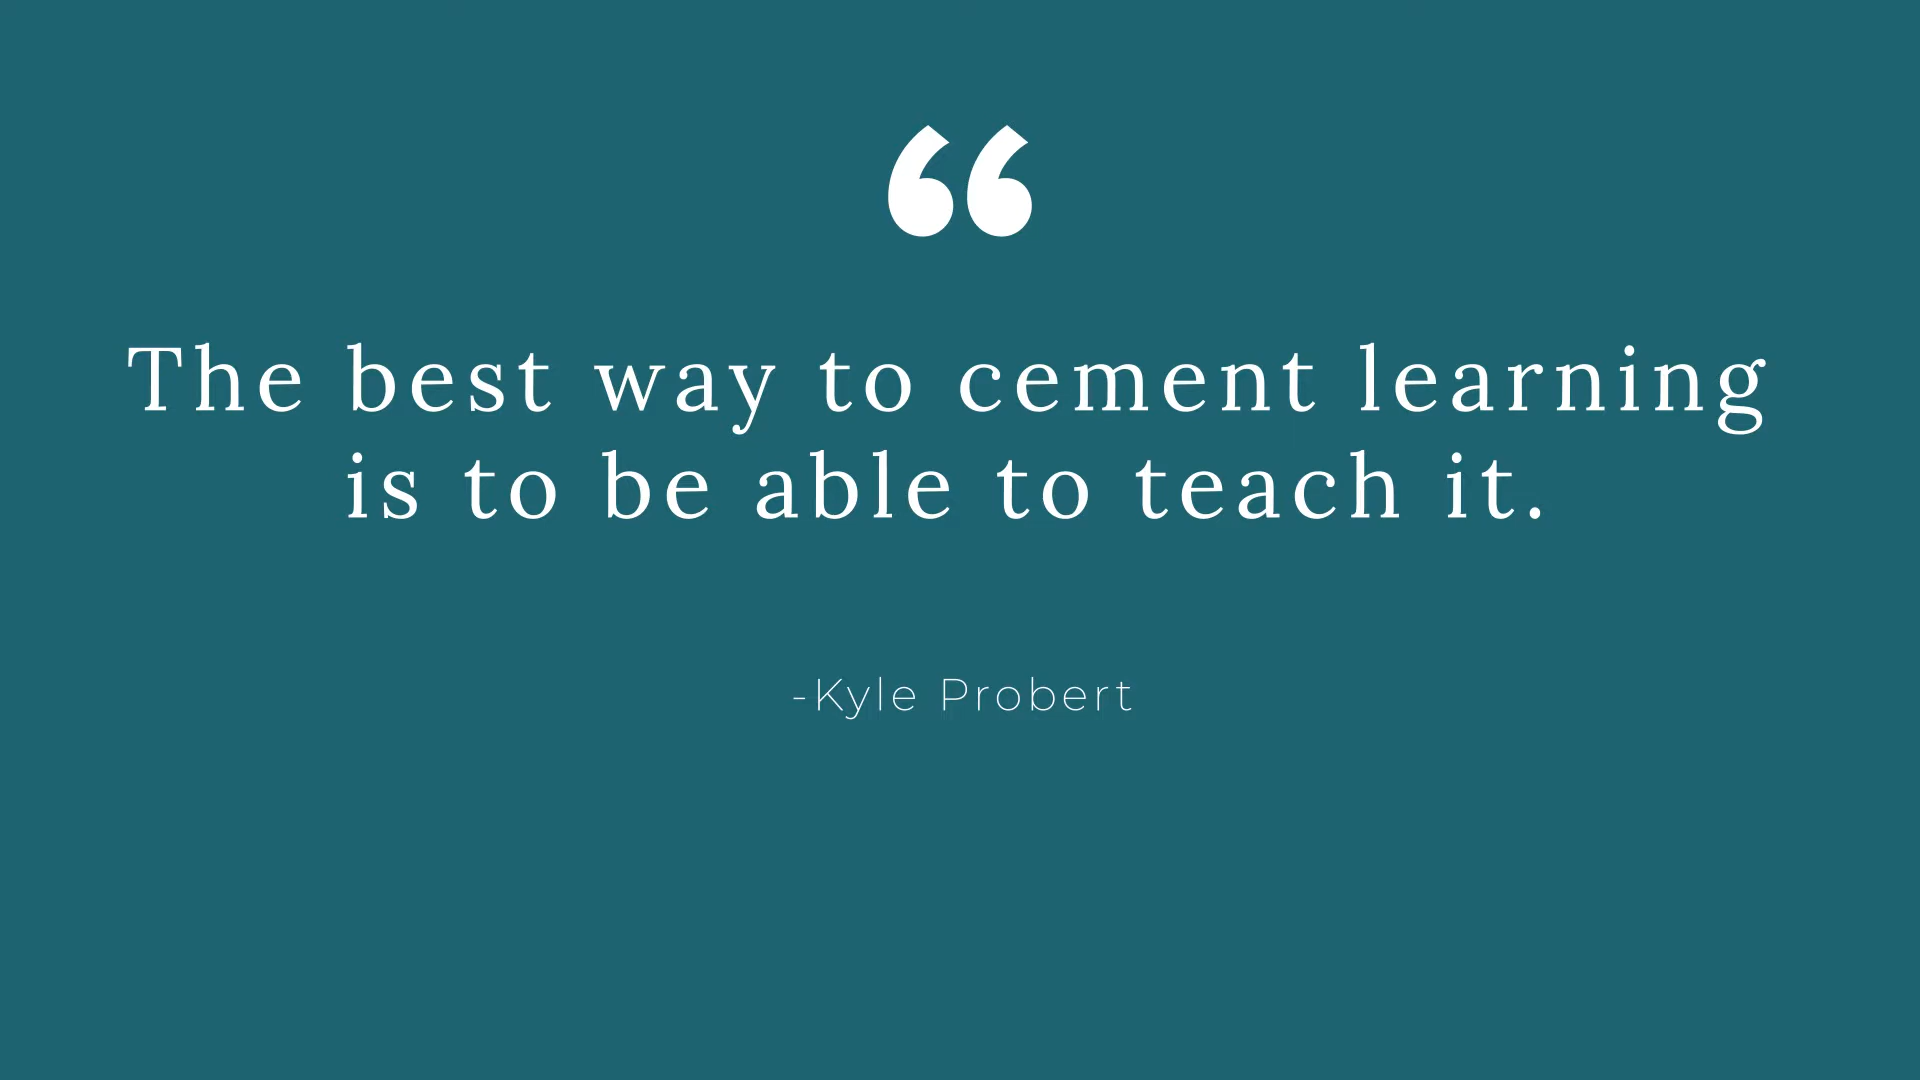 “
The best way to cement learning
is to be able to teach it.
-Kyle Probert